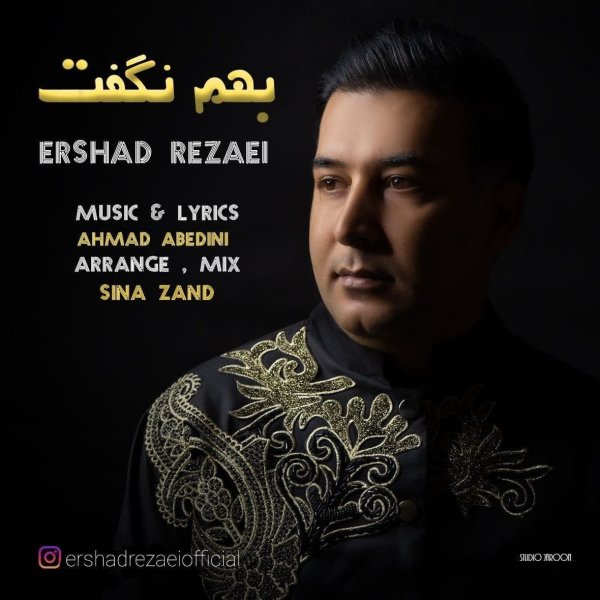 بهم نگفت
ERSHAD REZAEI
MUSIC & LYRICS
AHMAD ABEDINI
ARRANGE , MIX
SINA ZAND
ershadrezaeiofficial